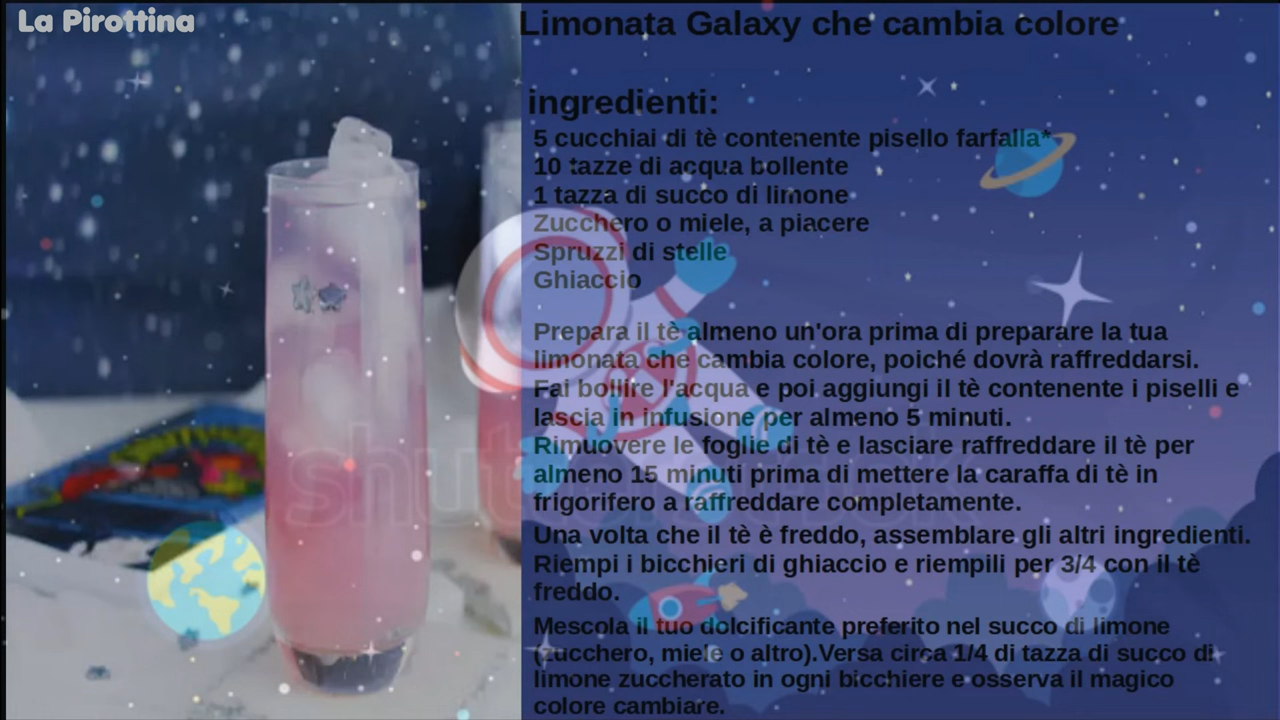 La Pirottina
Limonata Galaxy che cambia colore
ingredienti:
5 cucchiai di tè contenente pisello farfalla*
10 tazze di acqua bollente
1 tazza di succo di limone
Zucchero o miele, a piacere
Spruzzi di stelle
Ghiaccio
Prepara il tè almeno un'ora prima di preparare la tua
limonata che cambia colore, poiché dovrà raffreddarsi.
Fai bollire l'acqua e poi aggiungi il tè contenente i piselli e
lascia in infusione per almeno 5 minuti.
Rimuovere le foglie di tè e lasciare raffreddare il tè per
almeno 15 minuti prima di mettere la caraffa di tè in
frigorifero a raffreddare completamente.
Una volta che il tè è freddo, assemblare gli altri ingredienti.
Riempi i bicchieri di ghiaccio e riempili per 3/4 con il tè
freddo.
Mescola il tuo dolcificante preferito nel succo di limone
(zucchero, miele o altro).Versa circa 1/4 di tazza di succo di
limone zuccherato in ogni bicchiere e osserva il magico
colore cambiare.